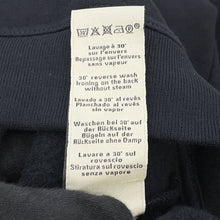 Lavage à 30°
sur l'envers
Repassage sur l'envers
sans vapeur
30° reverse wash
Ironing on the back
without steam
Lavado a 30° al revés
Planchado al revés
sin vapor
Waschen bei 30° auf
der Rückseite
Bügeln auf der
Rückseite ohne Dampf
Lavare a 30° sul
rovescio
Stiratura sul rovescio
senza vapore